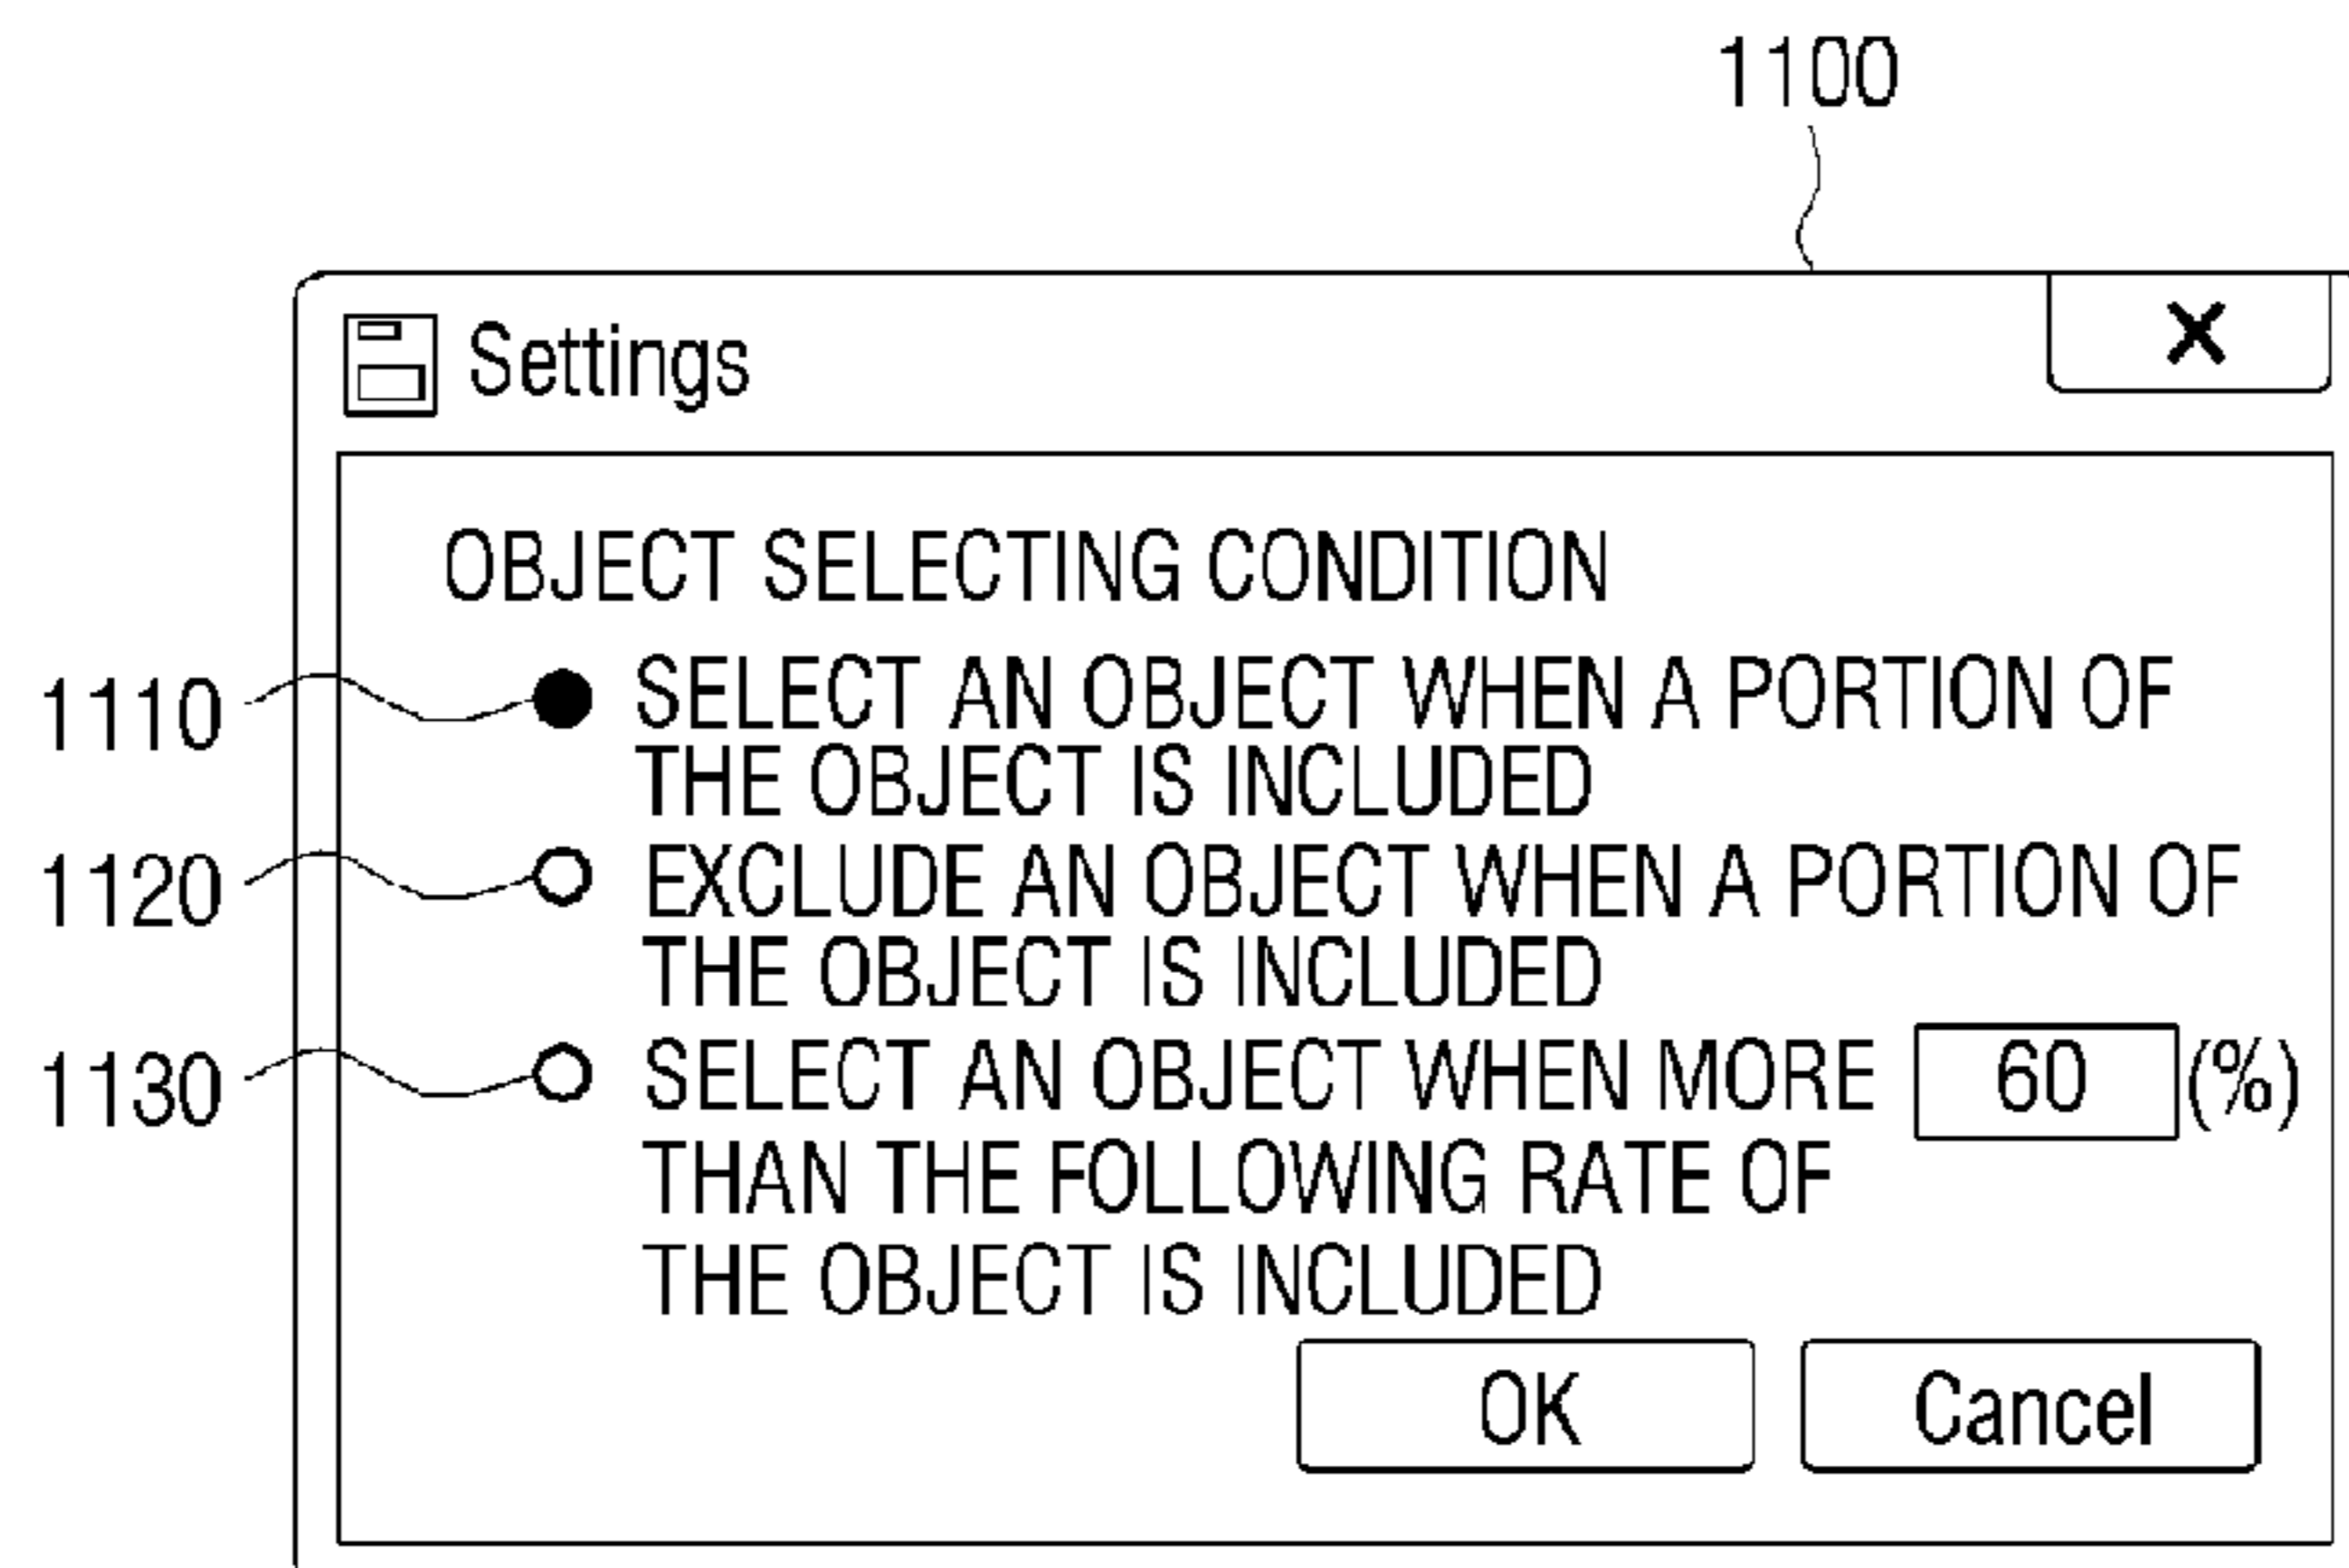 1100
Settings
OBJECT SELECTING CONDITION
1110 SELECT AN OBJECT WHEN A PORTION OF
THE OBJECT IS INCLUDED
1120 EXCLUDE AN OBJECT WHEN A PORTION OF
THE OBJECT IS INCLUDED
1130 SELECT AN OBJECT WHEN MORE 60 (%)
THAN THE FOLLOWING RATE OF
THE OBJECT IS INCLUDED
OK Cancel